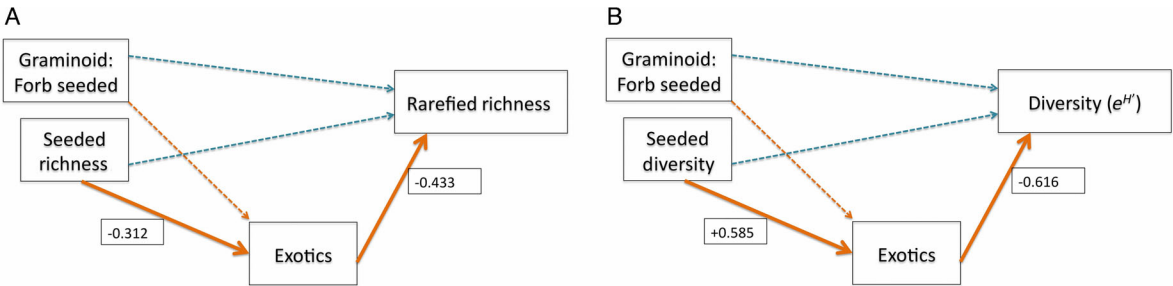 A
Graminoid:
Forb seeded
Seeded
richness
Rarefied richness
-0.433
-0.312
Exotics
B
Graminoid:
Forb seeded
Seeded
diversity
Diversity (e^H')
-0.616
+0.585
Exotics